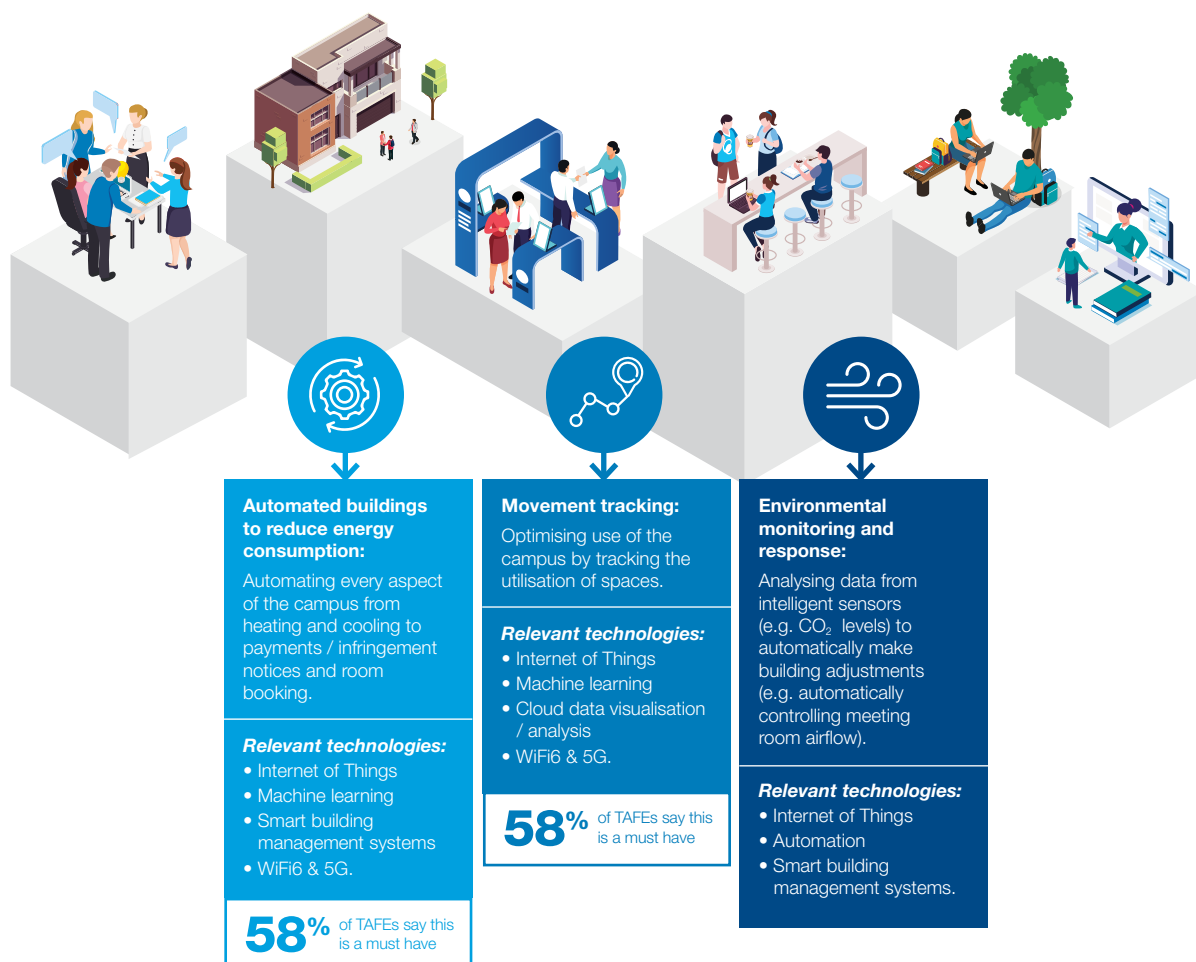 Automated buildings
to reduce energy
consumption:
Automating every aspect
of the campus from
heating and cooling to
payments / infringement
notices and room
booking.
Relevant technologies:
• Internet of Things
• Machine learning
• Smart building
management systems
• WiFi6 & 5G.
58% of TAFEs say this
is a must have
Movement tracking:
Optimising use of the
campus by tracking the
utilisation of spaces.
Relevant technologies:
• Internet of Things
• Machine learning
• Cloud data visualisation
/ analysis
• WiFi6 & 5G.
58% of TAFEs say this
is a must have
Environmental
monitoring and
response:
Analysing data from
intelligent sensors
(e.g. CO₂ levels) to
automatically make
building adjustments
(e.g. automatically
controlling meeting
room airflow).
Relevant technologies:
• Internet of Things
• Automation
• Smart building
management systems.